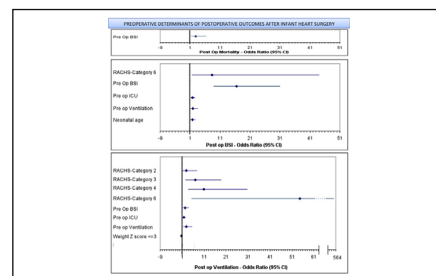 PREOPERATIVE DETERMINANTS OF POSTOPERATIVE OUTCOMES AFTER INFANT HEART SURGERY
Pre Op BSI
1 11 21 31 41 51
Post Op Mortality - Odds Ratio (95% CI)
RACHS-Category 6
Pre Op BSI
Pre op ICU
Pre op Ventilation
Neonatal age
1 11 21 31 41 51
Post op BSI - Odds Ratio (95% CI)
RACHS-Category 2
RACHS-Category 3
RACHS-Category 4
RACHS-Category 6
Pre Op BSI
Pre op ICU
Pre op Ventilation
Weight Z score <=3
1 11 21 31 41 51 61 564
Post op Ventilation - Odds Ratio (95% CI)